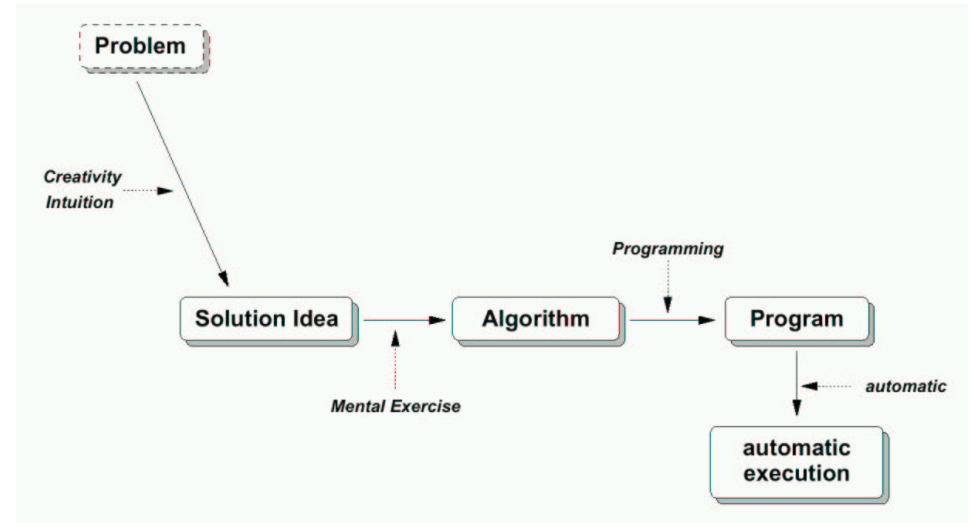 Problem
Creativity
Intuition
Programming
Solution Idea
Algorithm
Program
Mental Exercise
automatic
automatic
execution